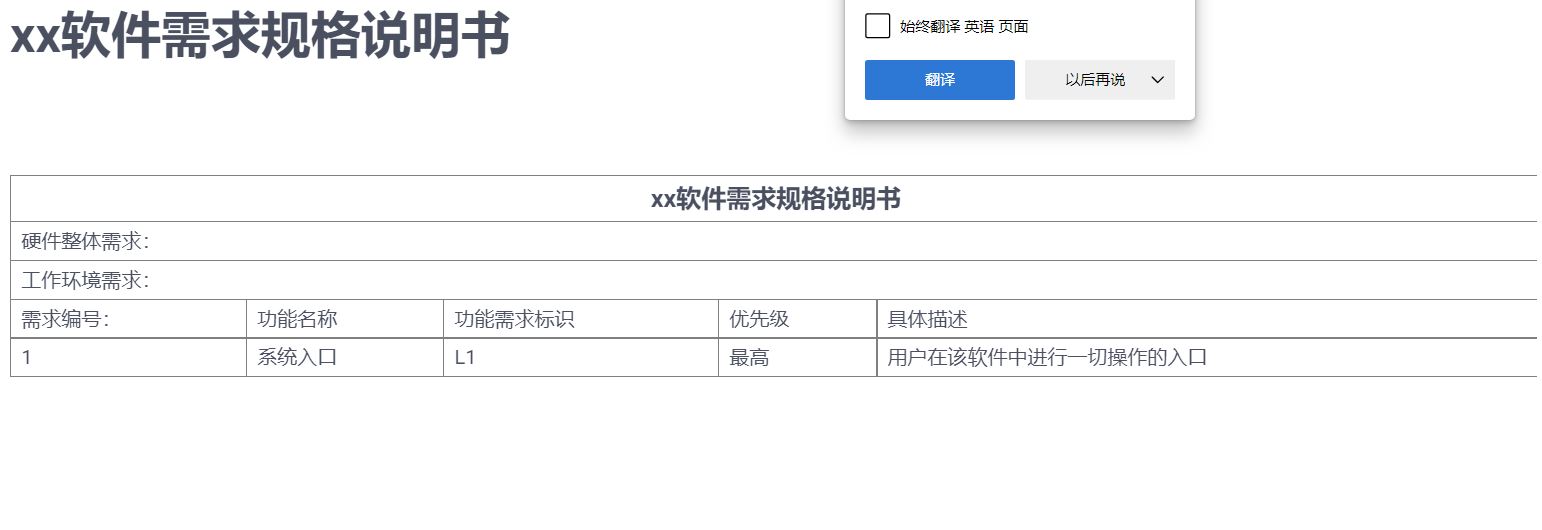 xx软件需求规格说明书
始终翻译 英语 页面
翻译
以后再说
xx软件需求规格说明书
硬件整体需求:
工作环境需求:
需求编号: 功能名称 功能需求标识 优先级 具体描述
1 系统入口 L1 最高 用户在该软件中进行一切操作的入口